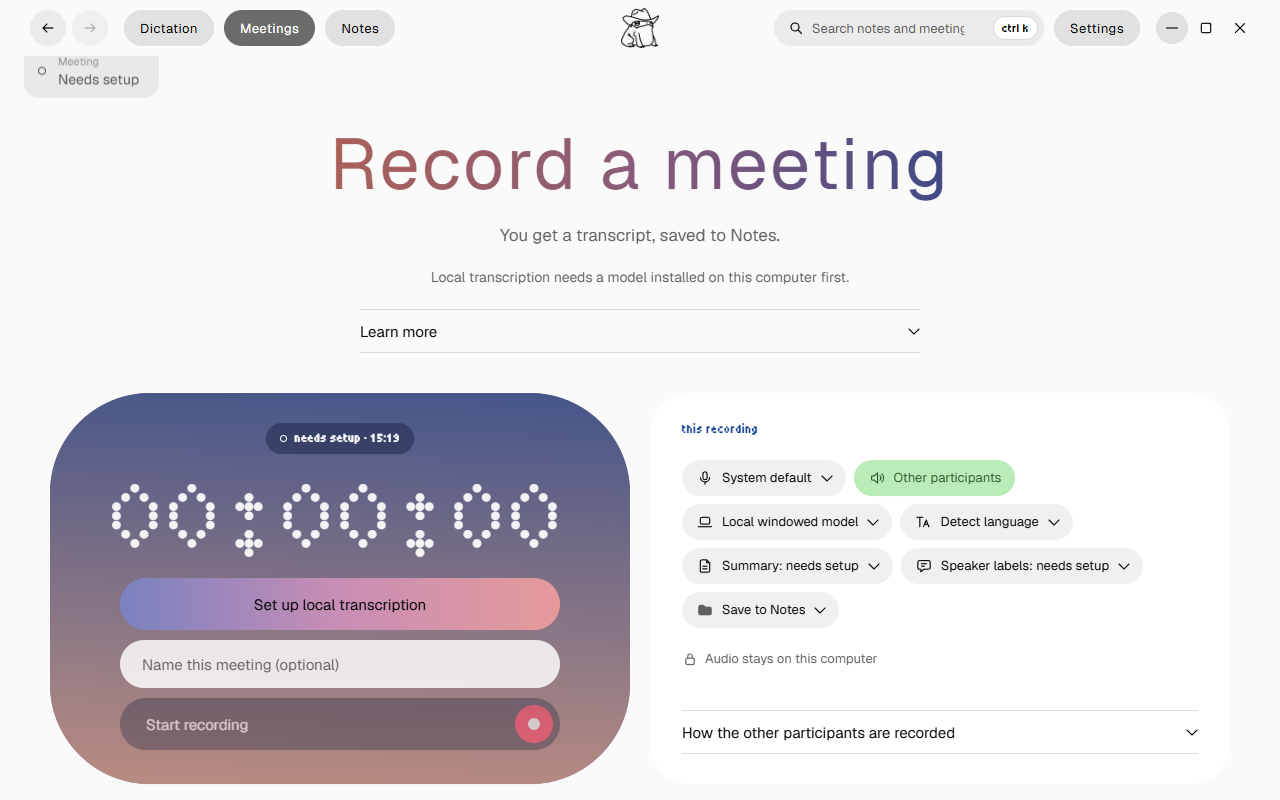 Dictation
Meetings
Notes
Search notes and meeting
ctrl k
Settings
Meeting
Needs setup
Record a meeting
You get a transcript, saved to Notes.
Local transcription needs a model installed on this computer first.
Learn more
needs setup · 15:19
00:00:00
Set up local transcription
Name this meeting (optional)
Start recording
this recording
System default
Other participants
Local windowed model
Detect language
Summary: needs setup
Speaker labels: needs setup
Save to Notes
Audio stays on this computer
How the other participants are recorded